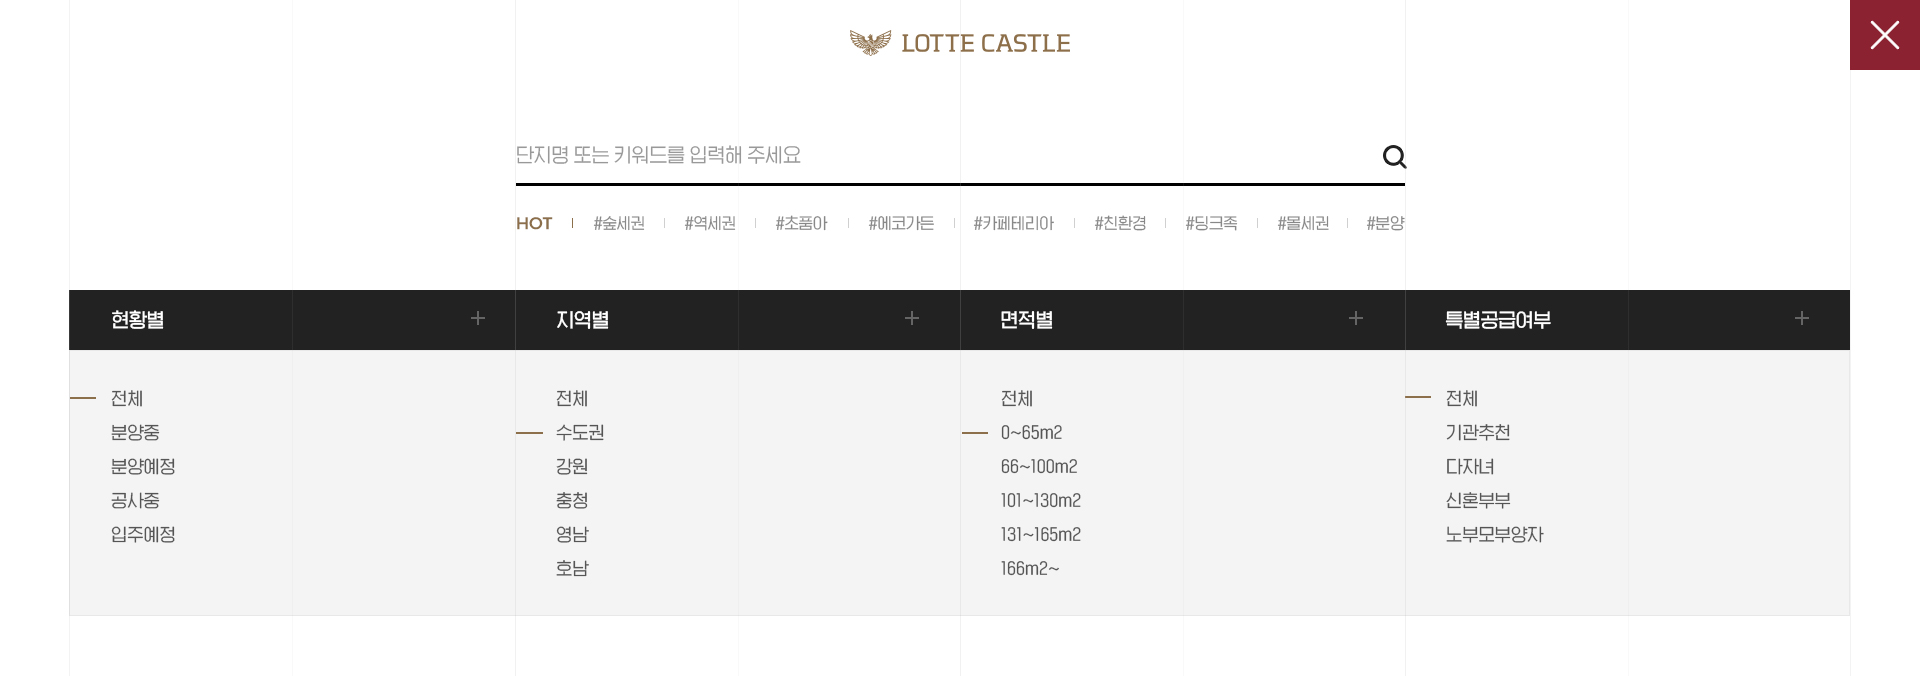 LOTTE CASTLE
단지명 또는 키워드를 입력해 주세요
HOT #숲세권 #역세권 #초품아 #에코가든 #카페테리아 #친환경 #딩크족 #몰세권 #분양
현황별 지역별 면적별 특별공급여부
전체 전체 전체 전체
분양중 수도권 0~65m2 기관추천
분양예정 강원 66~100m2 다자녀
공사중 충청 101~130m2 신혼부부
입주예정 영남 131~165m2 노부모부양자
호남 166m2~